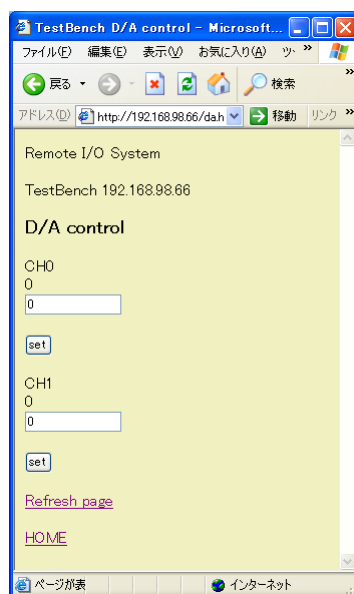 TestBench D/A control - Microsoft...
ファイル(F) 編集(E) 表示(V) お気に入り(A) ツ- »
戻る 検索 »
アドレス(D) http://192.168.98.66/da.h 移動 リンク »
Remote I/O System
TestBench 192.168.98.66
D/A control
CH0
0
0
set
CH1
0
0
set
Refresh page
HOME
ページが表 インターネット